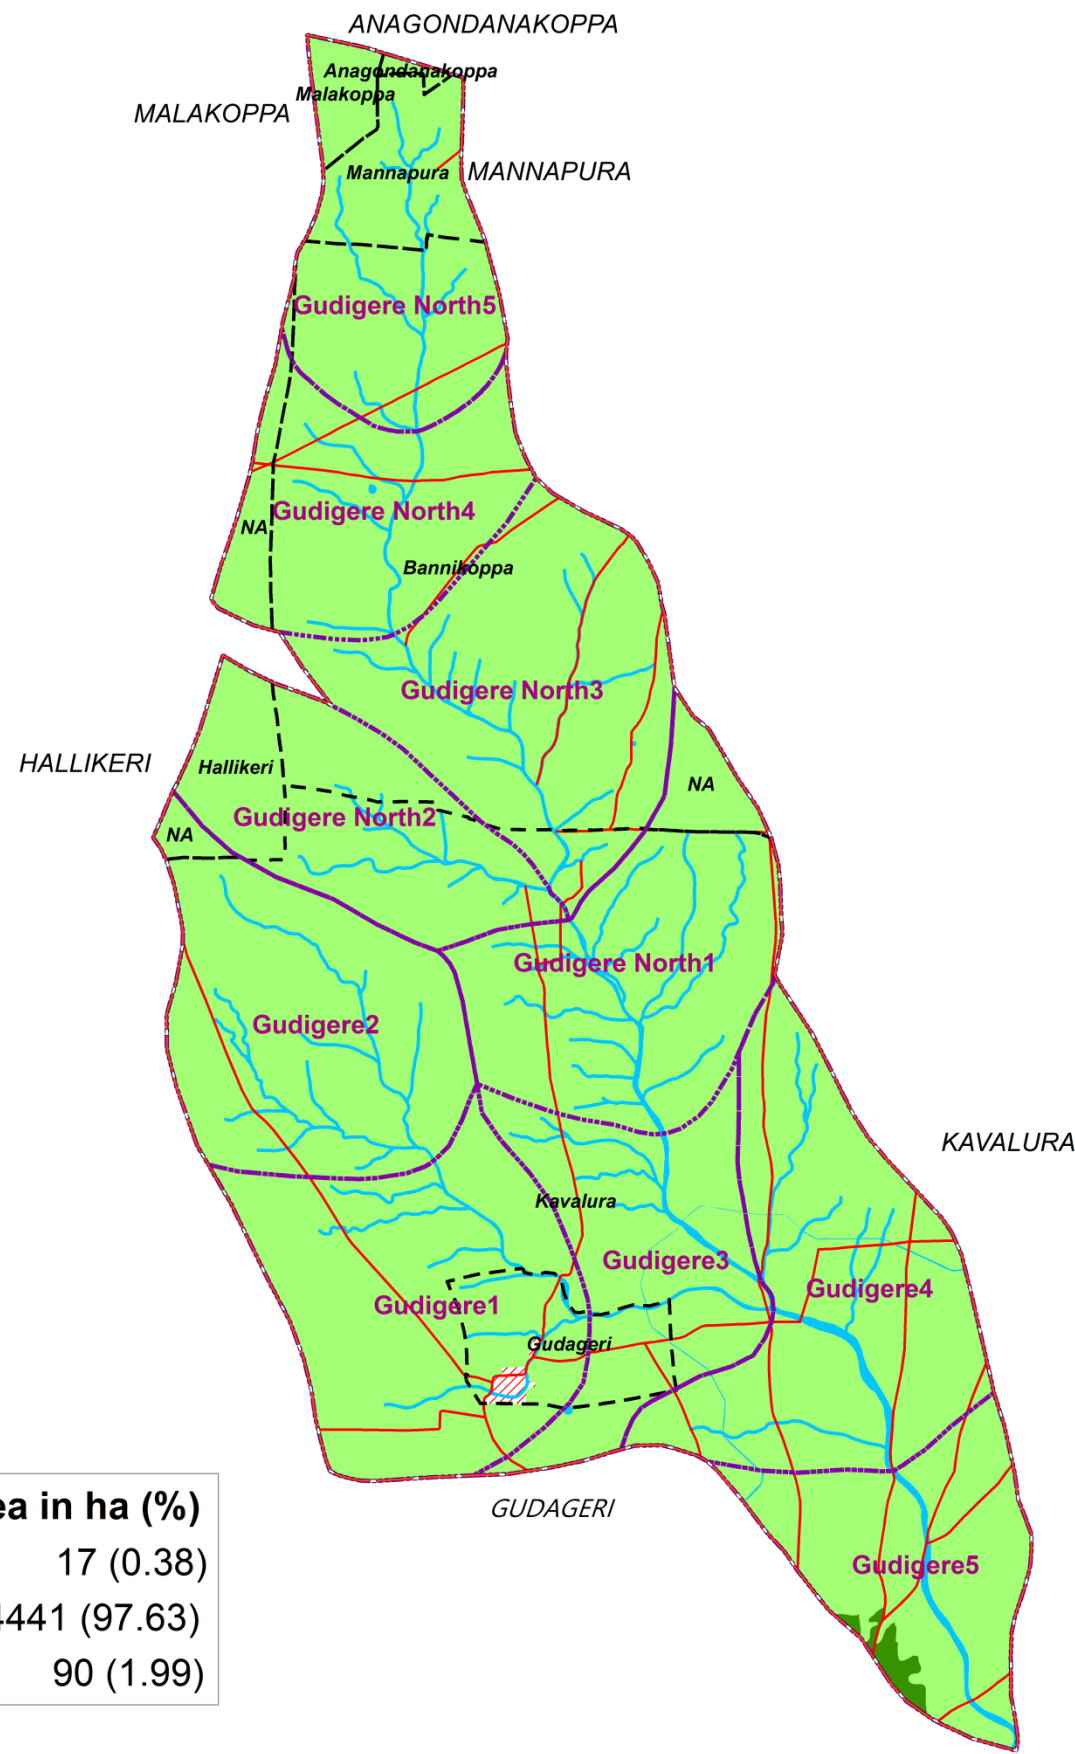 ANAGONDANAKOPPA
Anagondanakoppa
Malakoppa
MALAKOPPA
Mannapura
MANNAPURA
Gudigere North5
Gudigere North4
NA
Bannikoppa
Gudigere North3
HALLIKERI
Hallikeri
NA
Gudigere North2
NA
Gudigere North1
Gudigere2
KAVALURA
Kavalura
Gudigere3
Gudigere4
Gudigere1
Gudageri
GUDAGERI
ea in ha (%)
17 (0.38)
4441 (97.63)
90 (1.99)
Gudigere5